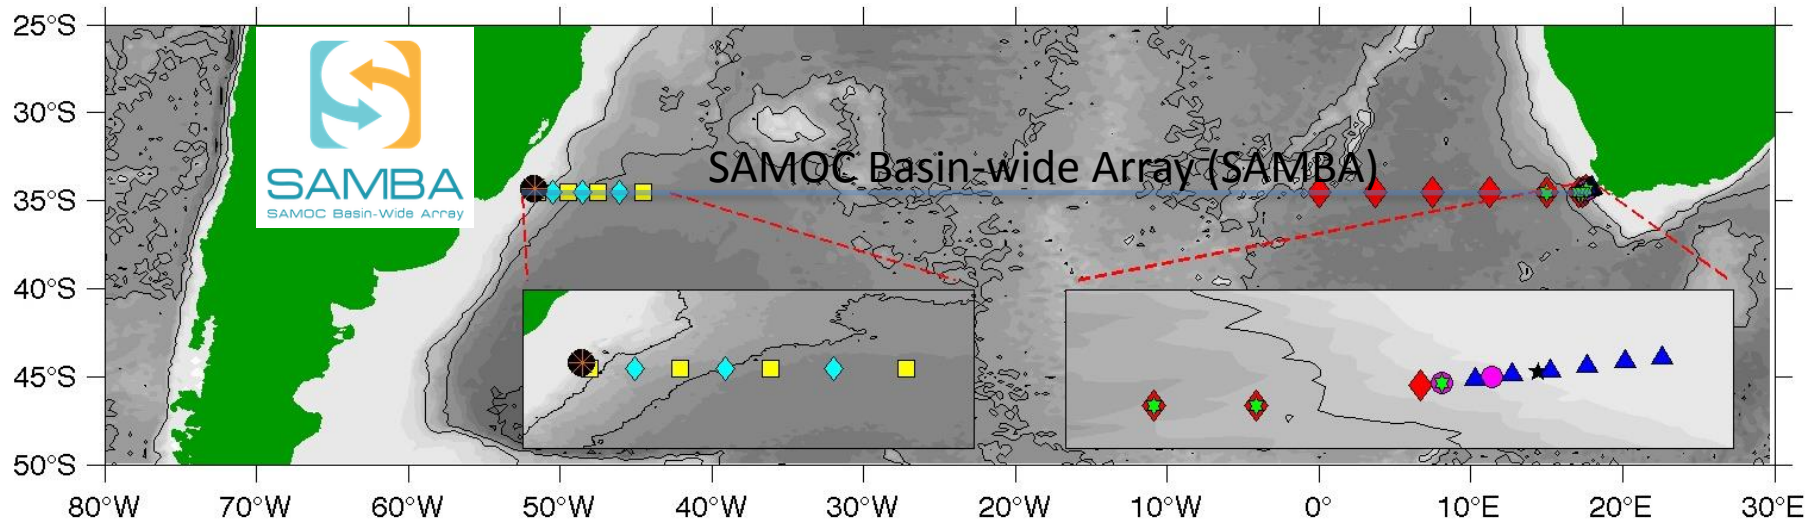 25°S
30°S
35°S
40°S
45°S
50°S
SAMBA
SAMOC Basin-Wide Array
SAMOC Basin-wide Array (SAMBA)
80°W 70°W 60°W 50°W 40°W 30°W 20°W 10°W 0° 10°E 20°E 30°E